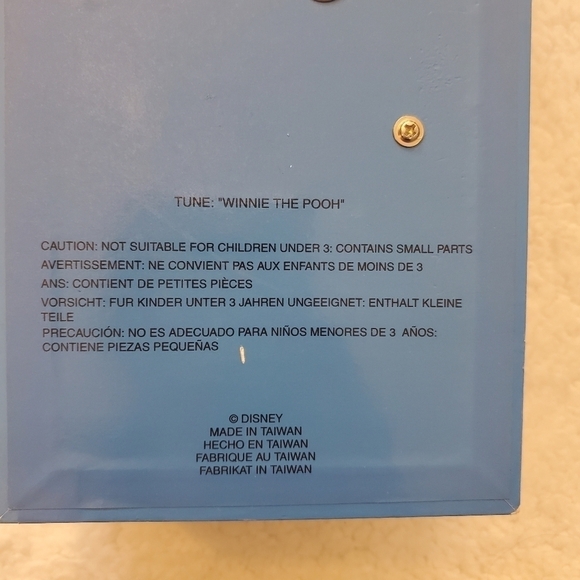 TUNE: "WINNIE THE POOH"
CAUTION: NOT SUITABLE FOR CHILDREN UNDER 3: CONTAINS SMALL PARTS
AVERTISSEMENT: NE CONVIENT PAS AUX ENFANTS DE MOINS DE 3
ANS: CONTIENT DE PETITES PIÈCES
VORSICHT: FUR KINDER UNTER 3 JAHREN UNGEEIGNET: ENTHALT KLEINE
TEILE
PRECAUCIÓN: NO ES ADECUADO PARA NIÑOS MENORES DE 3 AÑOS:
CONTIENE PIEZAS PEQUEÑAS
© DISNEY
MADE IN TAIWAN
HECHO EN TAIWAN
FABRIQUE AU TAIWAN
FABRIKAT IN TAIWAN